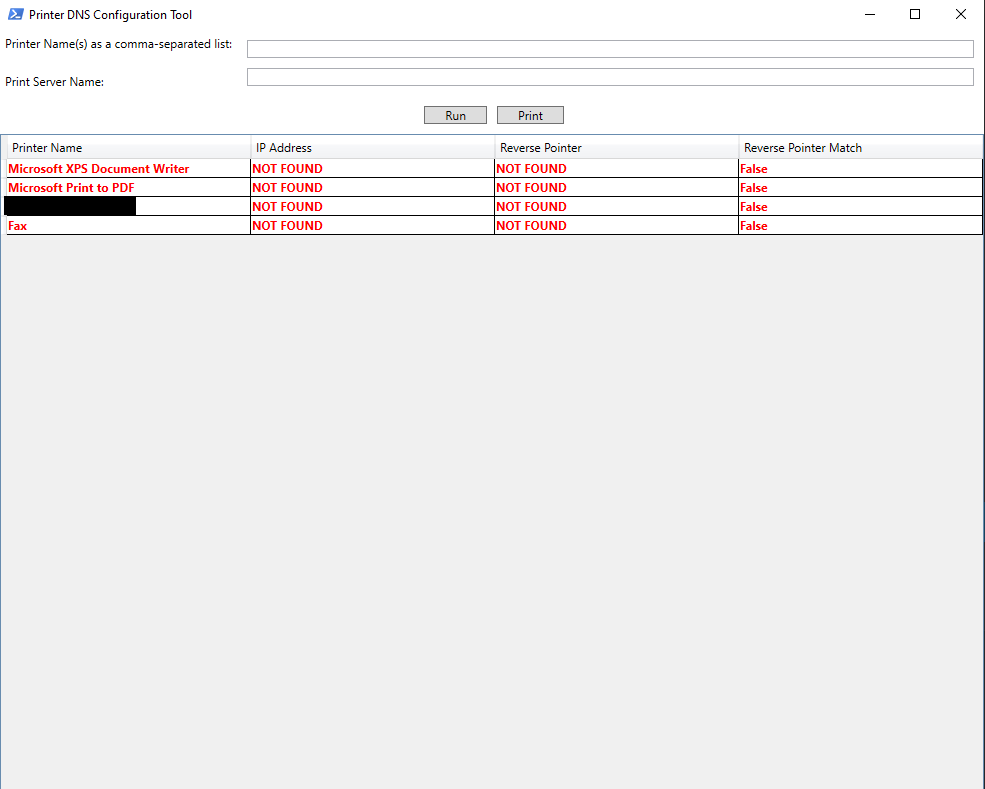 Printer DNS Configuration Tool
Printer Name(s) as a comma-separated list:
Print Server Name:
Run Print
Printer Name IP Address Reverse Pointer Reverse Pointer Match
Microsoft XPS Document Writer NOT FOUND NOT FOUND False
Microsoft Print to PDF NOT FOUND NOT FOUND False
NOT FOUND NOT FOUND False
Fax NOT FOUND NOT FOUND False